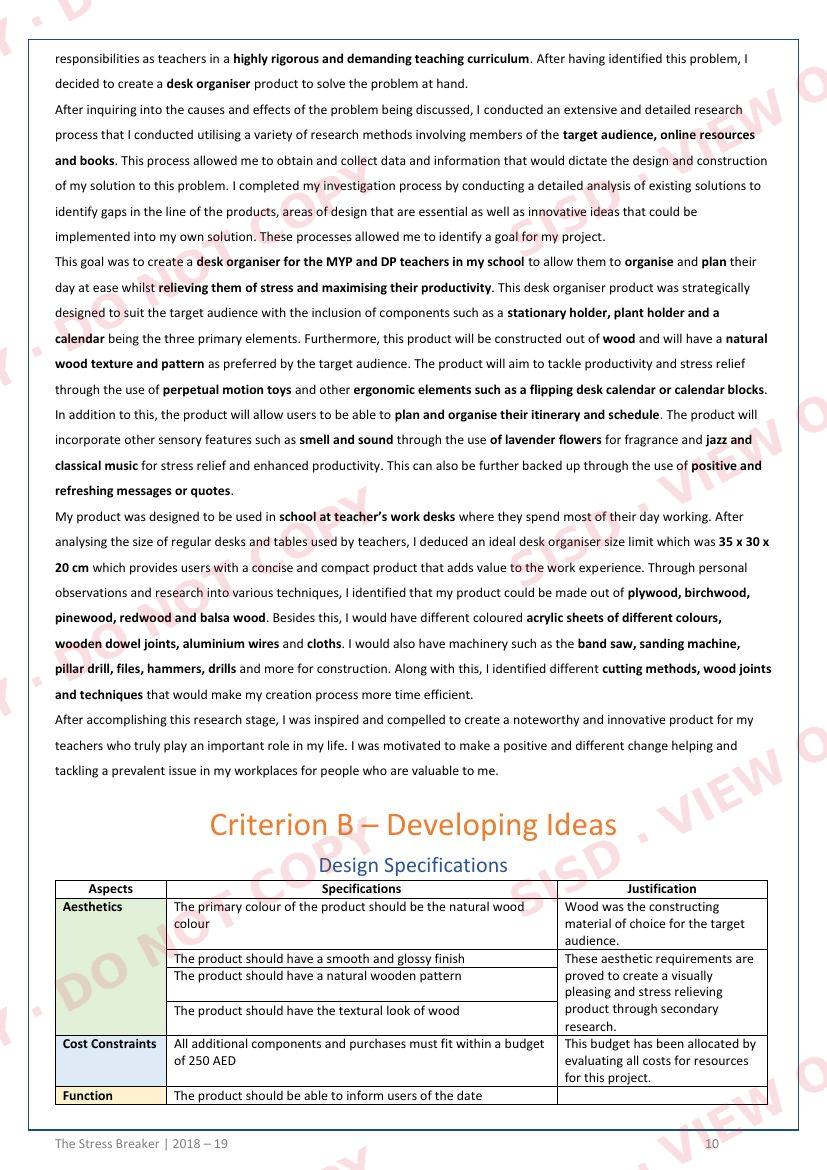 responsibilities as teachers in a highly rigorous and demanding teaching curriculum. After having identified this problem, I
decided to create a desk organiser product to solve the problem at hand.
After inquiring into the causes and effects of the problem being discussed, I conducted an extensive and detailed research
process that I conducted utilising a variety of research methods involving members of the target audience, online resources
and books. This process allowed me to obtain and collect data and information that would dictate the design and construction
of my solution to this problem. I completed my investigation process by conducting a detailed analysis of existing solutions to
identify gaps in the line of the products, areas of design that are essential as well as innovative ideas that could be
implemented into my own solution. These processes allowed me to identify a goal for my project.
This goal was to create a desk organiser for the MYP and DP teachers in my school to allow them to organise and plan their
day at ease whilst relieving them of stress and maximising their productivity. This desk organiser product was strategically
designed to suit the target audience with the inclusion of components such as a stationary holder, plant holder and a
calendar being the three primary elements. Furthermore, this product will be constructed out of wood and will have a natural
wood texture and pattern as preferred by the target audience. The product will aim to tackle productivity and stress relief
through the use of perpetual motion toys and other ergonomic elements such as a flipping desk calendar or calendar blocks.
In addition to this, the product will allow users to be able to plan and organise their itinerary and schedule. The product will
incorporate other sensory features such as smell and sound through the use of lavender flowers for fragrance and jazz and
classical music for stress relief and enhanced productivity. This can also be further backed up through the use of positive and
refreshing messages or quotes.
My product was designed to be used in school at teacher's work desks where they spend most of their day working. After
analysing the size of regular desks and tables used by teachers, I deduced an ideal desk organiser size limit which was 35 x 30 x
20 cm which provides users with a concise and compact product that adds value to the work experience. Through personal
observations and research into various techniques, I identified that my product could be made out of plywood, birchwood,
pinewood, redwood and balsa wood. Besides this, I would have different coloured acrylic sheets of different colours,
wooden dowel joints, aluminium wires and cloths. I would also have machinery such as the band saw, sanding machine,
pillar drill, files, hammers, drills and more for construction. Along with this, I identified different cutting methods, wood joints
and techniques that would make my creation process more time efficient.
After accomplishing this research stage, I was inspired and compelled to create a noteworthy and innovative product for my
teachers who truly play an important role in my life. I was motivated to make a positive and different change helping and
tackling a prevalent issue in my workplaces for people who are valuable to me.
Criterion B – Developing Ideas
Design Specifications
Aspects Specifications Justification
Aesthetics The primary colour of the product should be the natural wood Wood was the constructing
colour material of choice for the target
audience.
The product should have a smooth and glossy finish These aesthetic requirements are
The product should have a natural wooden pattern proved to create a visually
pleasing and stress relieving
The product should have the textural look of wood product through secondary
research.
Cost Constraints All additional components and purchases must fit within a budget This budget has been allocated by
of 250 AED evaluating all costs for resources
for this project.
Function The product should be able to inform users of the date
The Stress Breaker | 2018 – 19 10
SISD . VIEW O
Y . DO NOT COPY
SISD . VIEW O
Y . DO NOT COPY
SISD . VIEW O
Y . DO NOT COPY